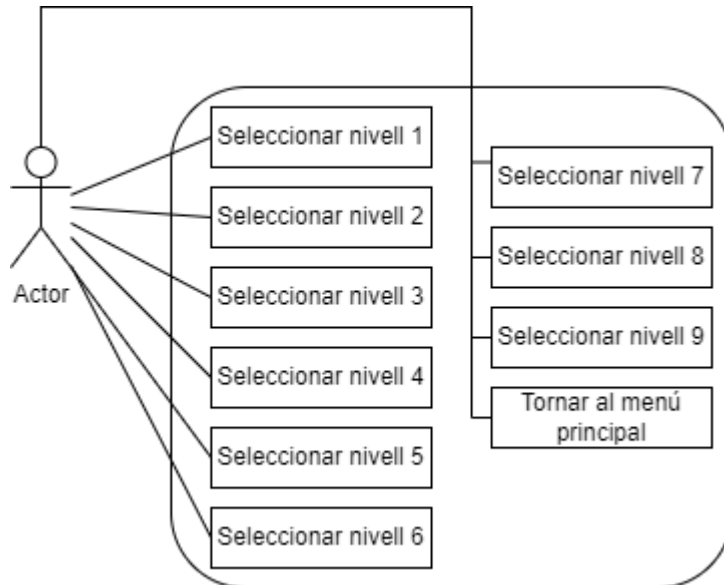 Actor
Seleccionar nivell 1
Seleccionar nivell 2
Seleccionar nivell 3
Seleccionar nivell 4
Seleccionar nivell 5
Seleccionar nivell 6
Seleccionar nivell 7
Seleccionar nivell 8
Seleccionar nivell 9
Tornar al menú
principal